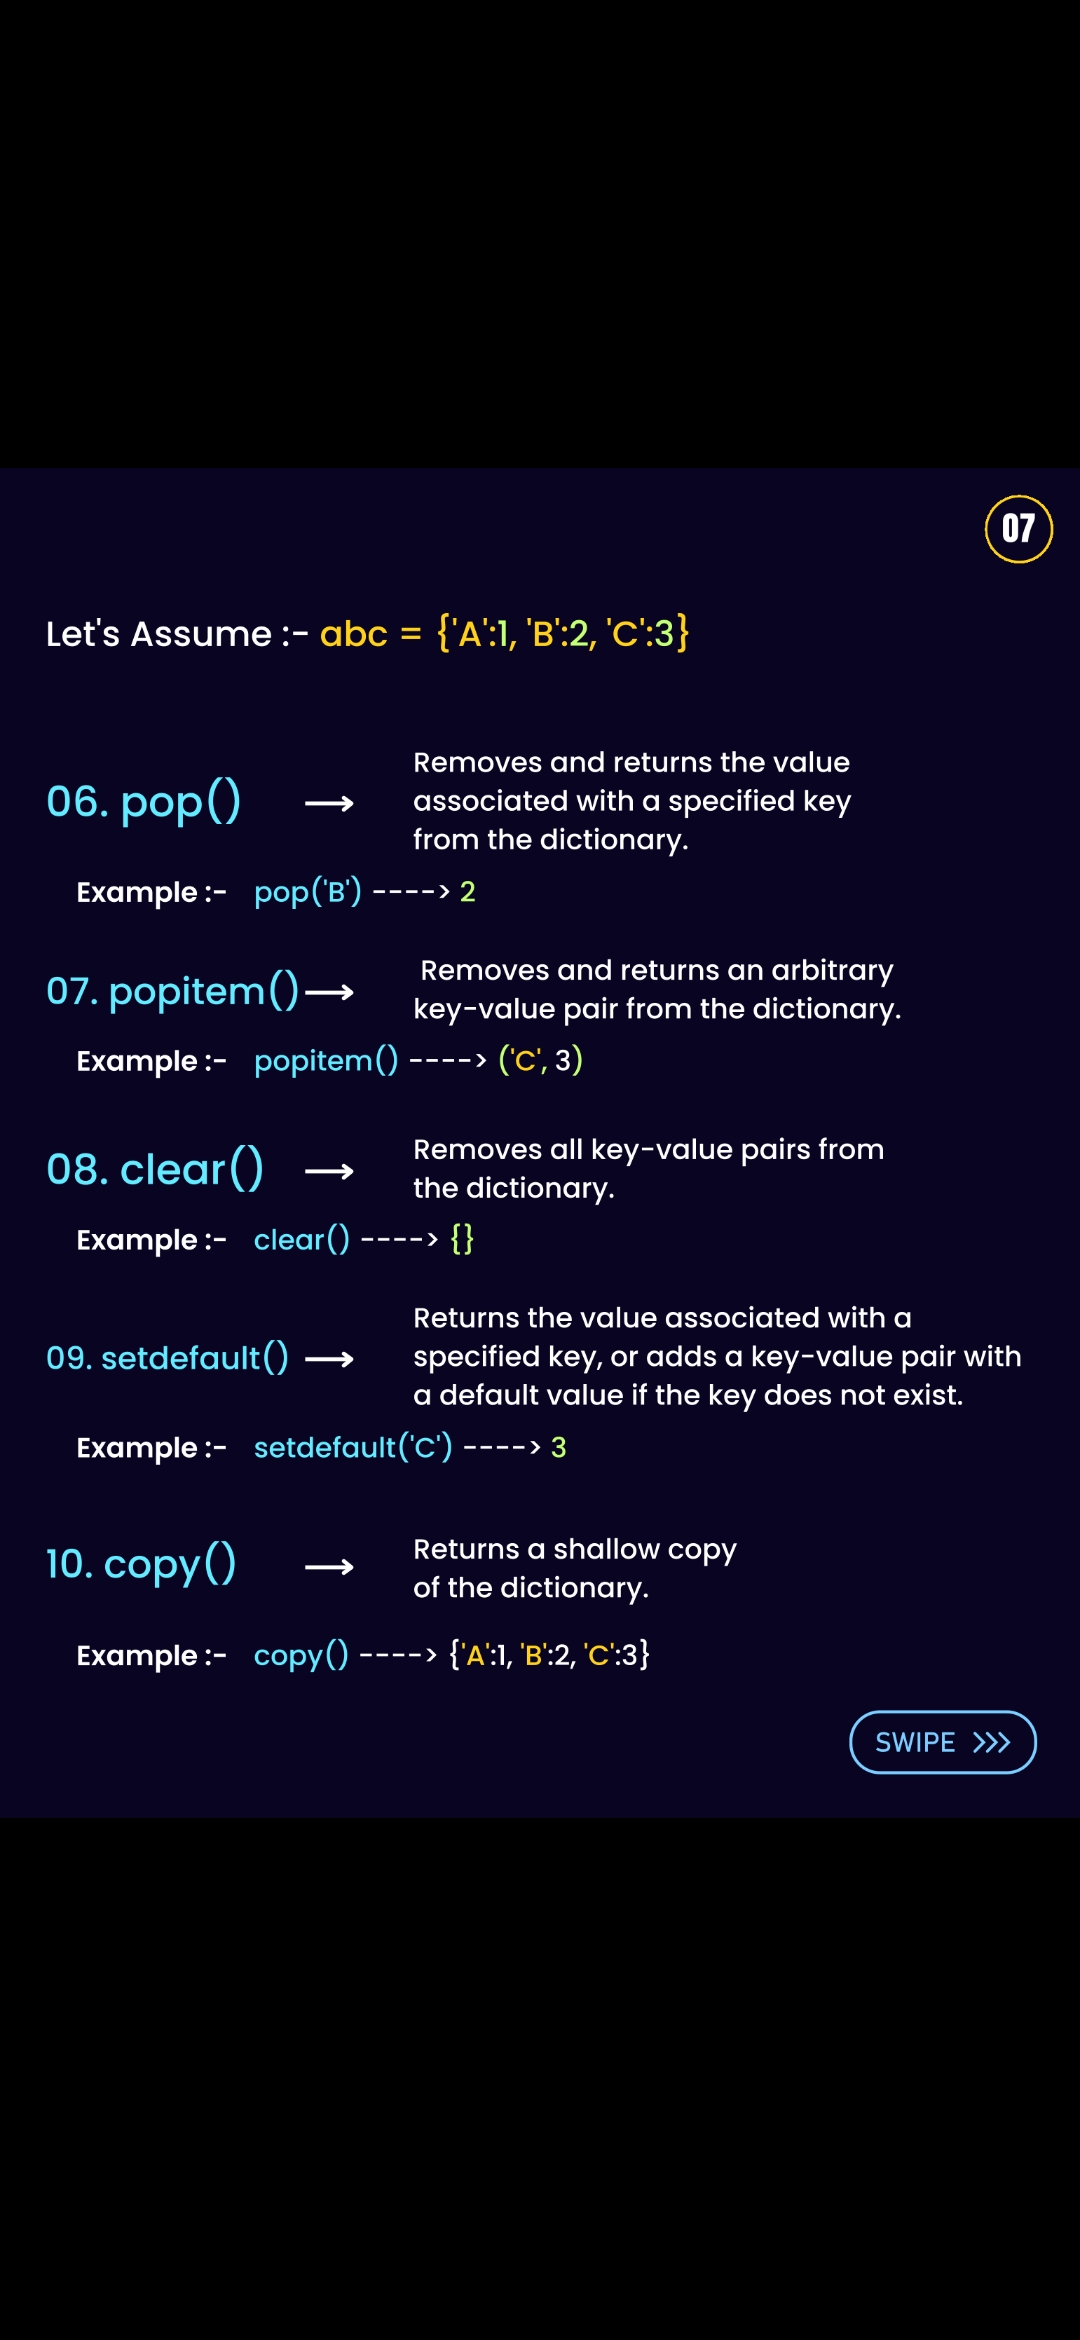 07
Let's Assume :- abc = {'A':1, 'B':2, 'C':3}
06. pop() ⟶
Removes and returns the value
associated with a specified key
from the dictionary.
Example :- pop('B') ----> 2
07. popitem() ⟶
Removes and returns an arbitrary
key-value pair from the dictionary.
Example :- popitem() ----> ('C', 3)
08. clear() ⟶
Removes all key-value pairs from
the dictionary.
Example :- clear() ----> {}
09. setdefault() ⟶
Returns the value associated with a
specified key, or adds a key-value pair with
a default value if the key does not exist.
Example :- setdefault('C') ----> 3
10. copy() ⟶
Returns a shallow copy
of the dictionary.
Example :- copy() ----> {'A':1, 'B':2, 'C':3}
SWIPE >>>